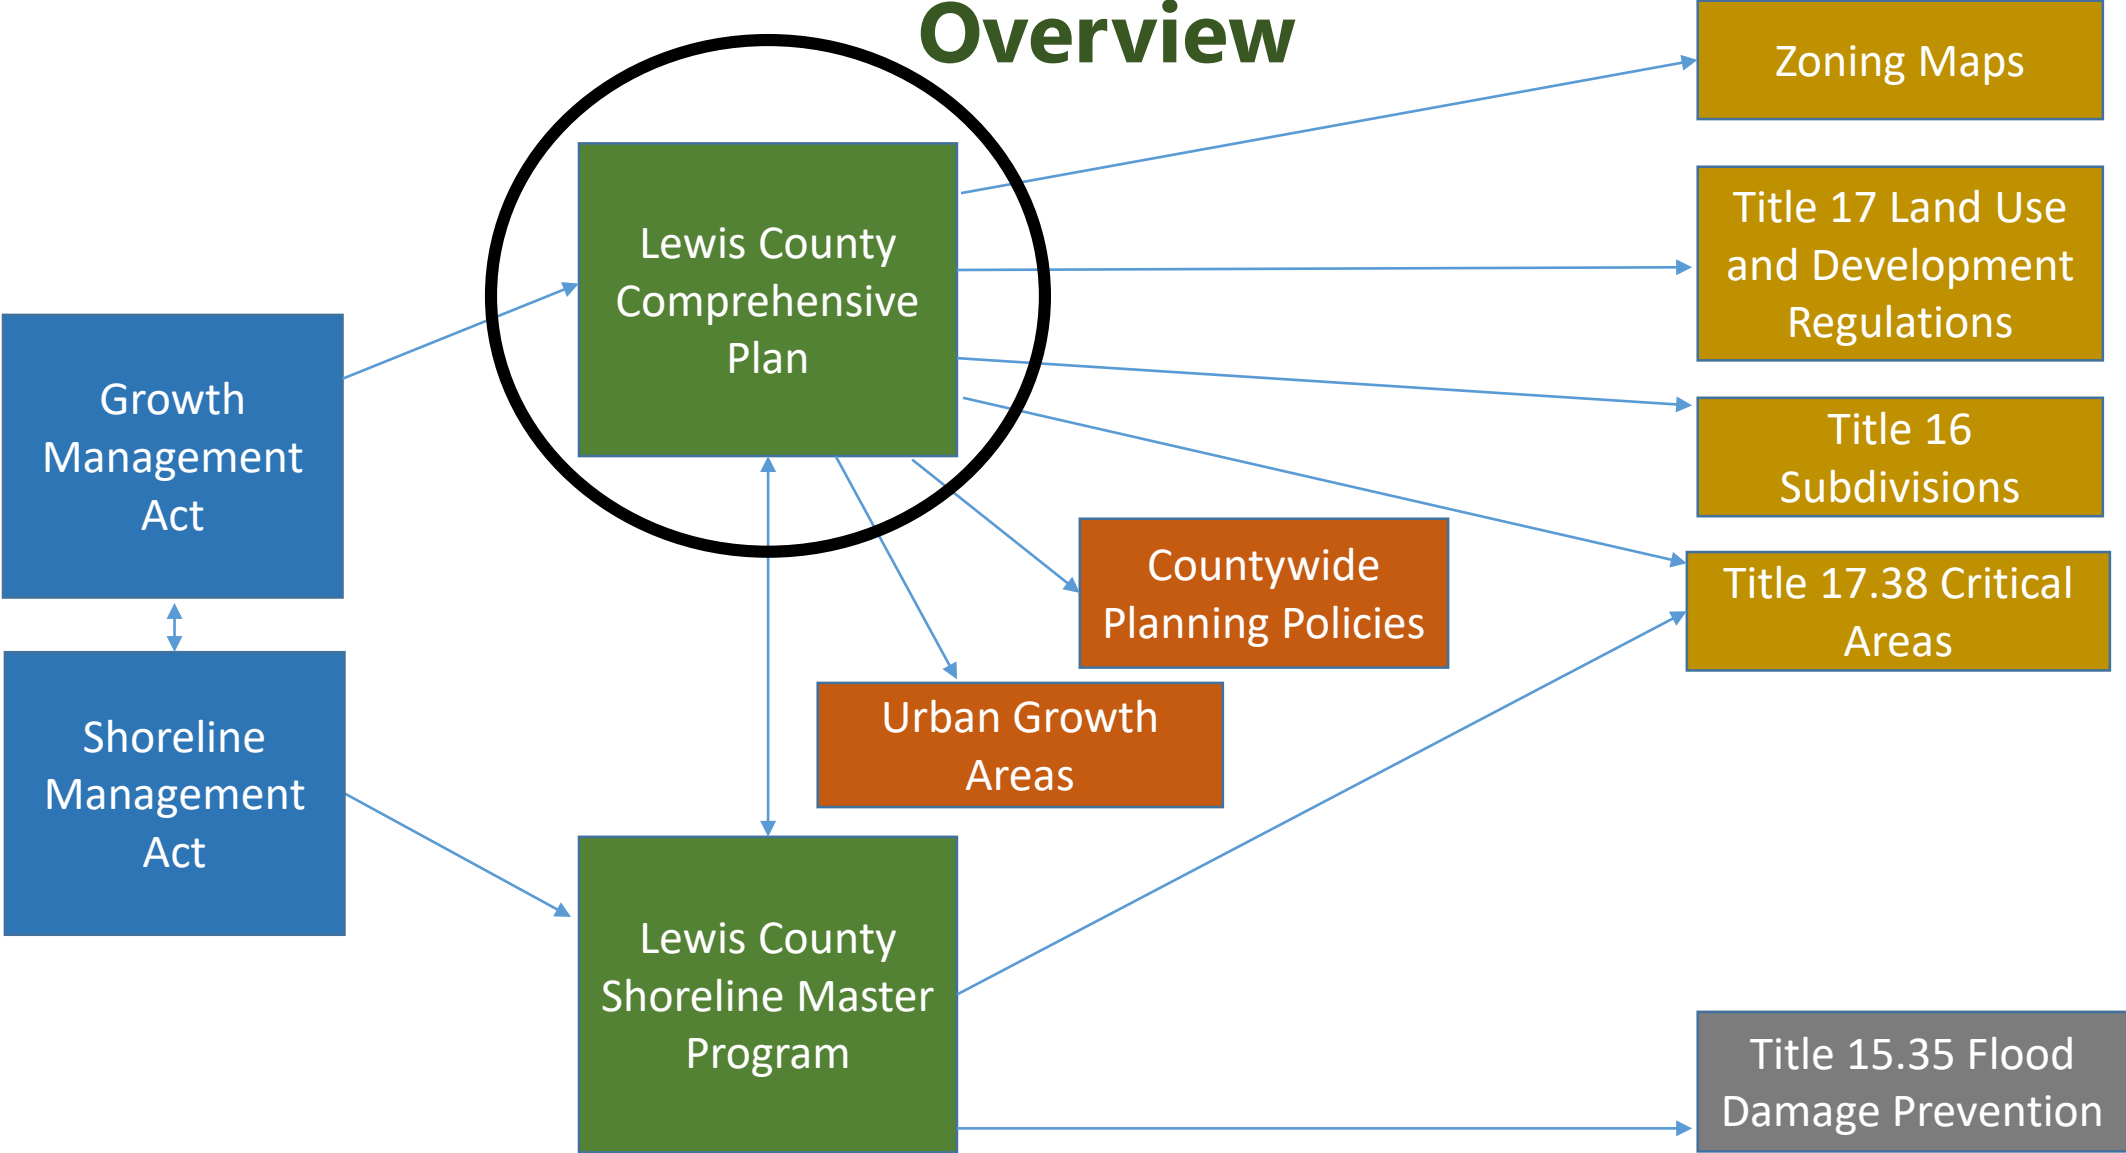 Overview
Zoning Maps
Title 17 Land Use
and Development
Regulations
Lewis County
Comprehensive
Plan
Growth
Management
Act
Title 16
Subdivisions
Countywide
Planning Policies
Title 17.38 Critical
Areas
Urban Growth
Areas
Shoreline
Management
Act
Lewis County
Shoreline Master
Program
Title 15.35 Flood
Damage Prevention